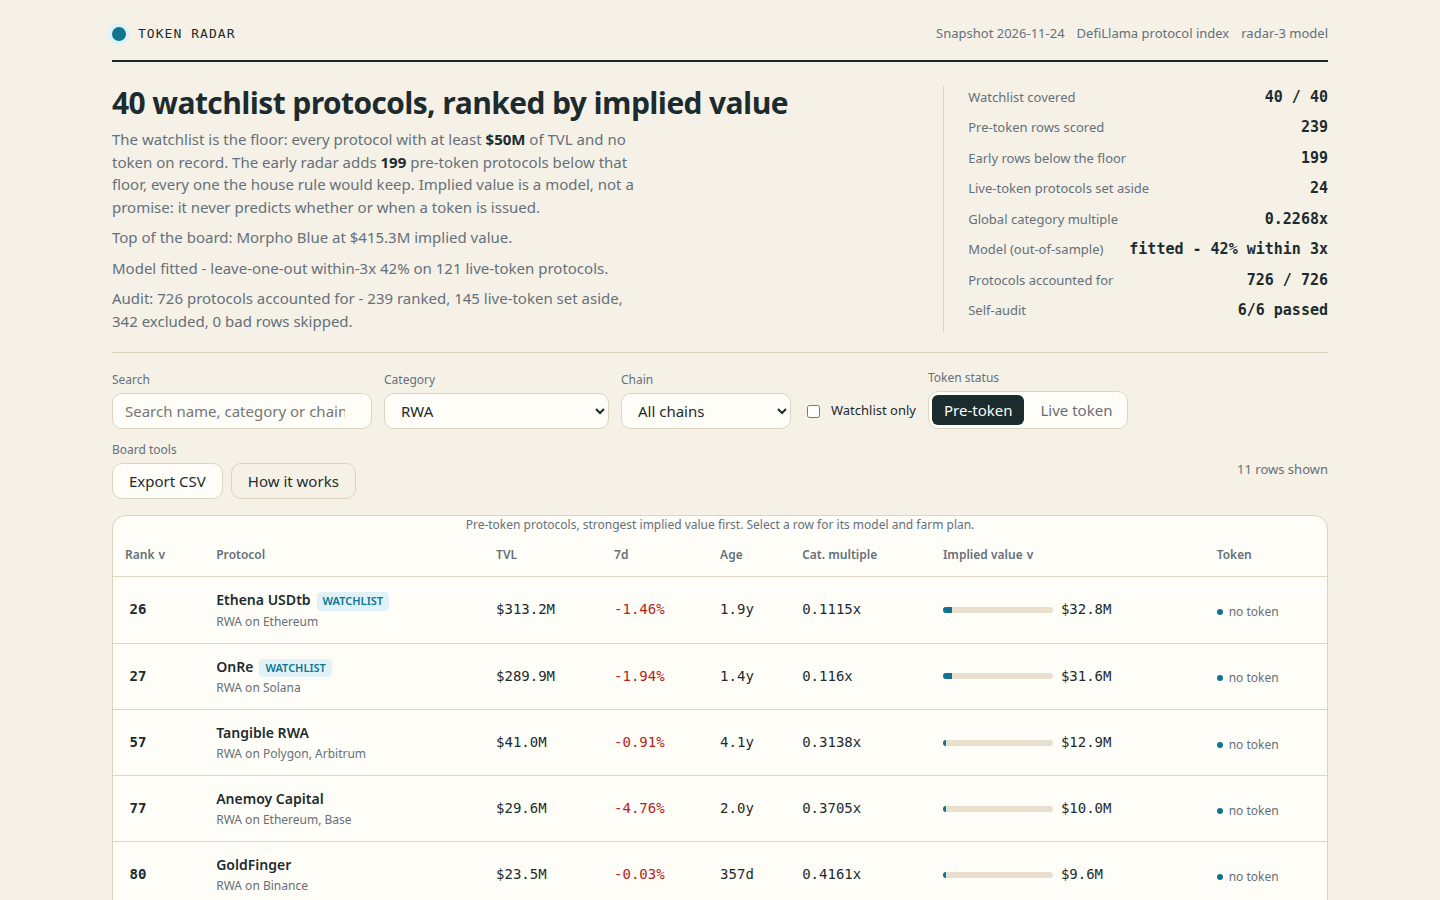 TOKEN RADAR
Snapshot 2026-11-24 DefiLlama protocol index radar-3 model
40 watchlist protocols, ranked by implied value
The watchlist is the floor: every protocol with at least $50M of TVL and no
token on record. The early radar adds 199 pre-token protocols below that
floor, every one the house rule would keep. Implied value is a model, not a
promise: it never predicts whether or when a token is issued.
Top of the board: Morpho Blue at $415.3M implied value.
Model fitted - leave-one-out within-3x 42% on 121 live-token protocols.
Audit: 726 protocols accounted for - 239 ranked, 145 live-token set aside,
342 excluded, 0 bad rows skipped.
Watchlist covered 40 / 40
Pre-token rows scored 239
Early rows below the floor 199
Live-token protocols set aside 24
Global category multiple 0.2268x
Model (out-of-sample) fitted - 42% within 3x
Protocols accounted for 726 / 726
Self-audit 6/6 passed
Search Category Chain Token status
Search name, category or chain RWA All chains Watchlist only Pre-token Live token
Board tools
Export CSV How it works 11 rows shown
Pre-token protocols, strongest implied value first. Select a row for its model and farm plan.
Rank v Protocol TVL 7d Age Cat. multiple Implied value v Token
26 Ethena USDtb WATCHLIST $313.2M -1.46% 1.9y 0.1115x $32.8M no token
RWA on Ethereum
27 OnRe WATCHLIST $289.9M -1.94% 1.4y 0.116x $31.6M no token
RWA on Solana
57 Tangible RWA $41.0M -0.91% 4.1y 0.3138x $12.9M no token
RWA on Polygon, Arbitrum
77 Anemoy Capital $29.6M -4.76% 2.0y 0.3705x $10.0M no token
RWA on Ethereum, Base
80 GoldFinger $23.5M -0.03% 357d 0.4161x $9.6M no token
RWA on Binance